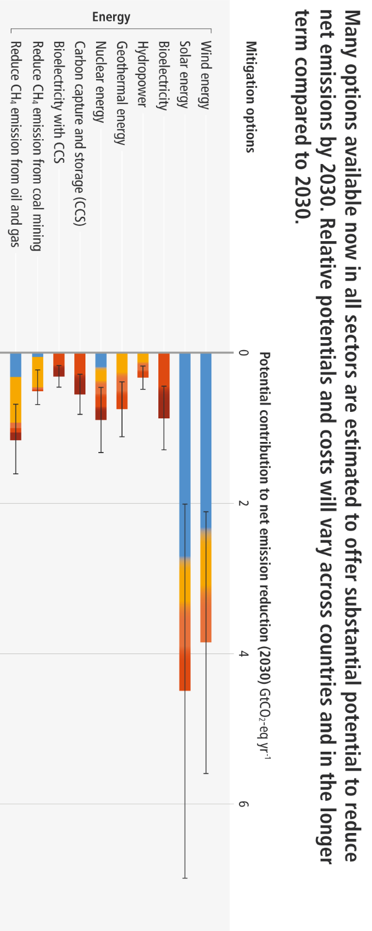 Many options available now in all sectors are estimated to offer substantial potential to reduce
net emissions by 2030. Relative potentials and costs will vary across countries and in the longer
term compared to 2030.
Potential contribution to net emission reduction (2030) GtCO₂-eq yr⁻¹
Mitigation options
0 2 4 6
Energy
Wind energy
Solar energy
Bioelectricity
Hydropower
Geothermal energy
Nuclear energy
Carbon capture and storage (CCS)
Bioelectricity with CCS
Reduce CH₄ emission from coal mining
Reduce CH₄ emission from oil and gas